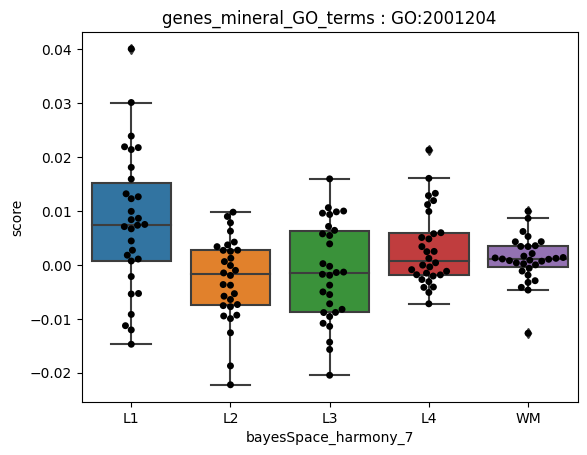 genes_mineral_GO_terms : GO:2001204
0.04
0.03
0.02
0.01
0.00
−0.01
−0.02
score
L1 L2 L3 L4 WM
bayesSpace_harmony_7